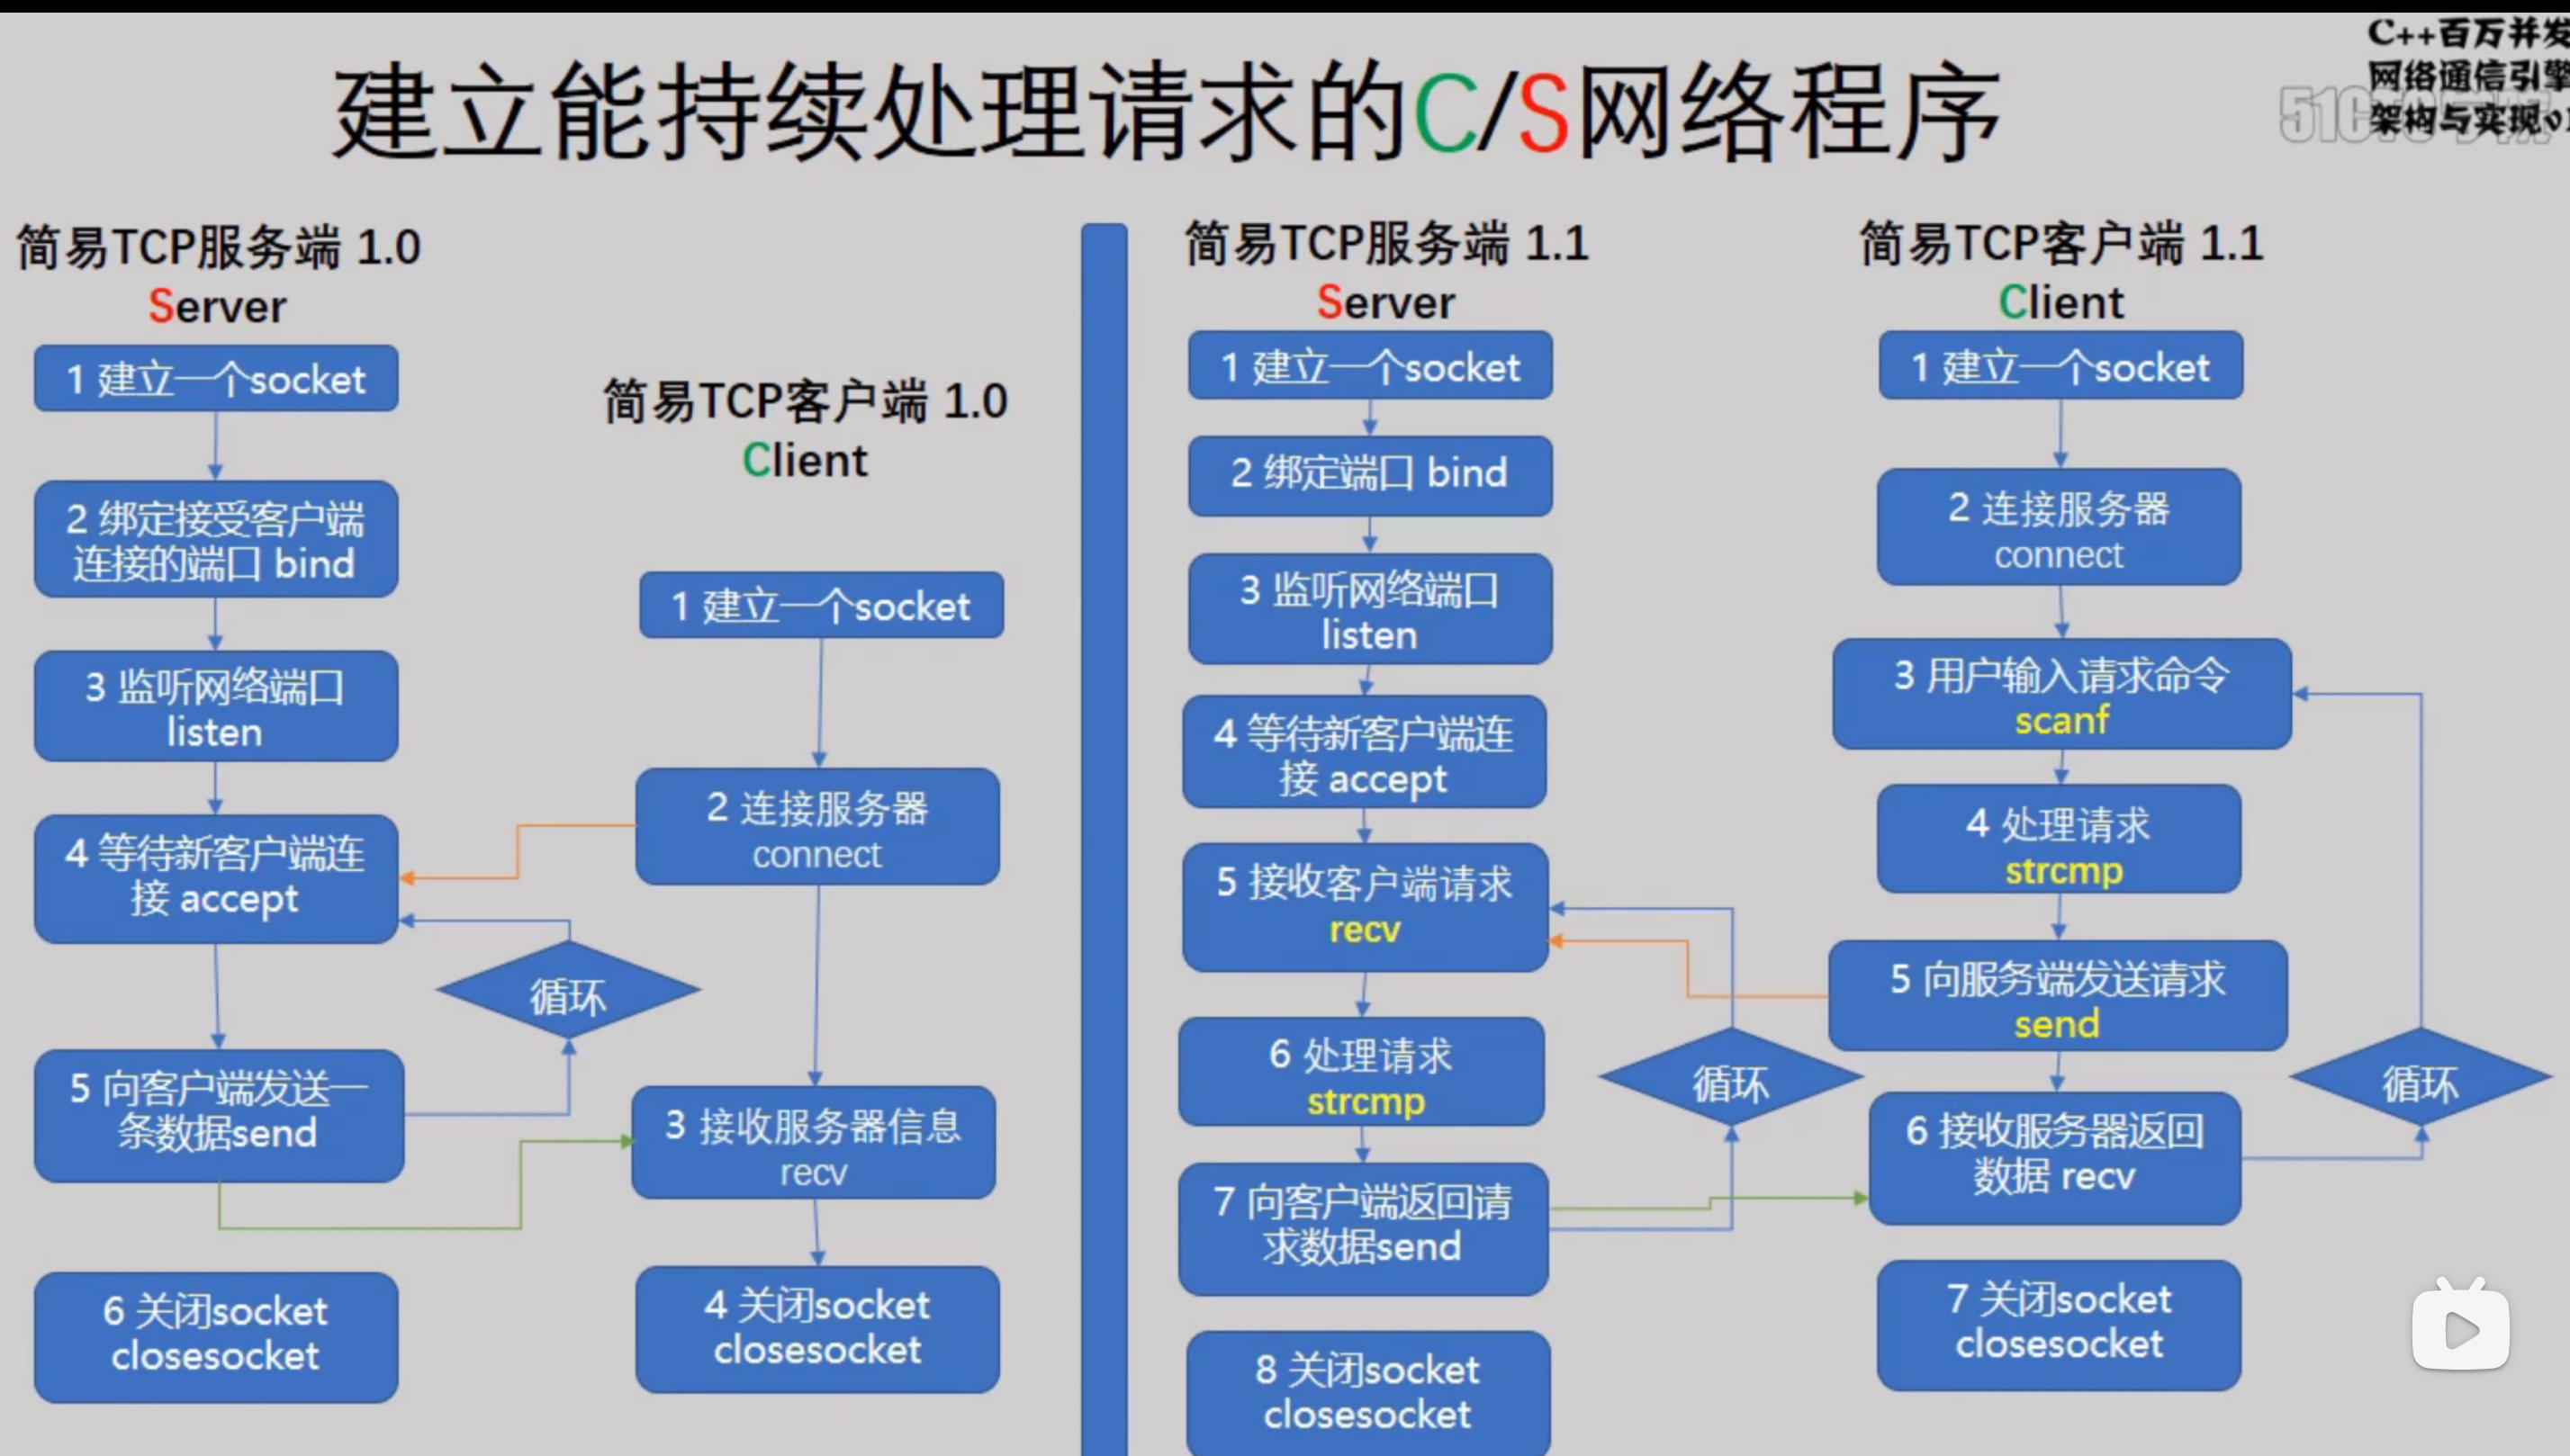 建立能持续处理请求的C/S网络程序
C++百万并发
网络通信引擎
架构与实现
简易TCP服务端 1.0
Server
1 建立一个socket
2 绑定接受客户端
连接的端口 bind
3 监听网络端口
listen
4 等待新客户端连
接 accept
循环
5 向客户端发送一
条数据send
6 关闭socket
closesocket
简易TCP客户端 1.0
Client
1 建立一个socket
2 连接服务器
connect
3 接收服务器信息
recv
4 关闭socket
closesocket
简易TCP服务端 1.1
Server
1 建立一个socket
2 绑定端口 bind
3 监听网络端口
listen
4 等待新客户端连
接 accept
5 接收客户端请求
recv
6 处理请求
strcmp
循环
7 向客户端返回请
求数据send
8 关闭socket
closesocket
简易TCP客户端 1.1
Client
1 建立一个socket
2 连接服务器
connect
3 用户输入请求命令
scanf
4 处理请求
strcmp
5 向服务端发送请求
send
循环
6 接收服务器返回
数据 recv
7 关闭socket
closesocket